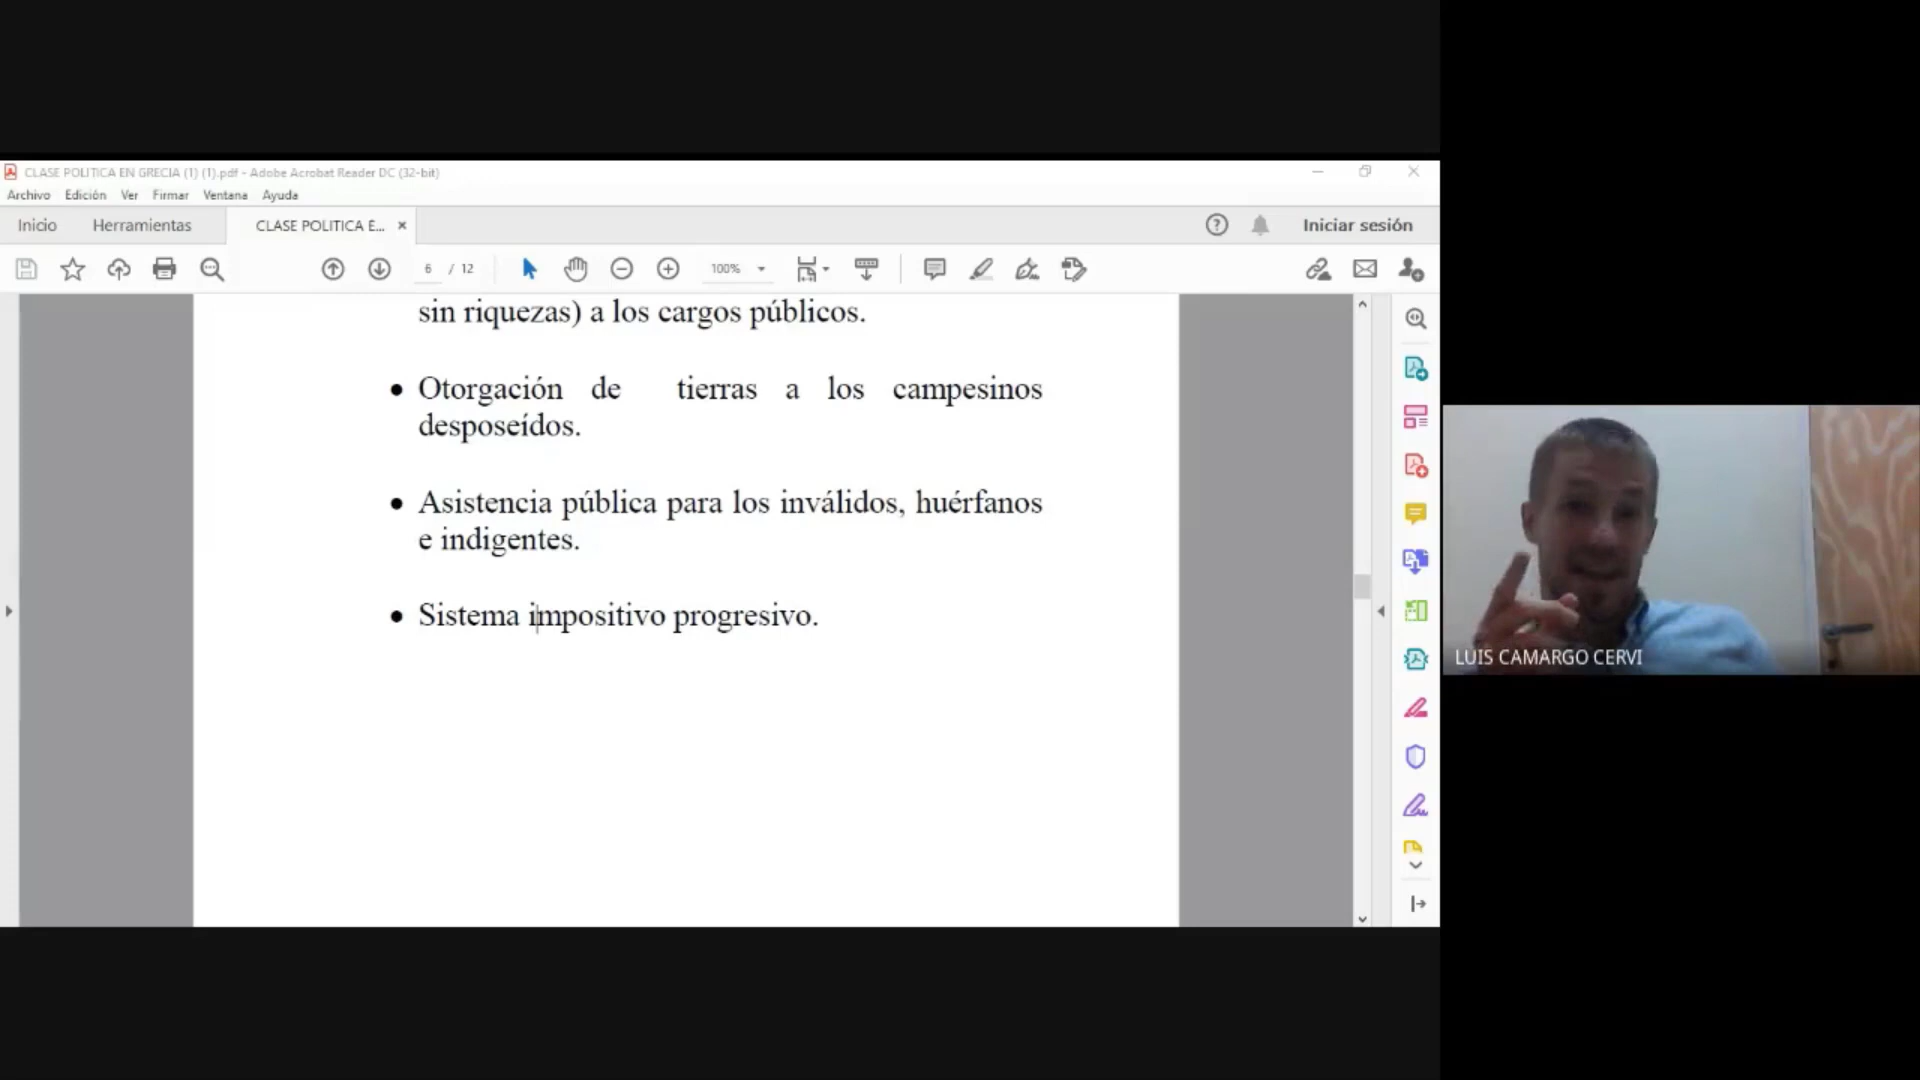 CLASE POLITICA EN GRECIA (1) (1).pdf - Adobe Acrobat Reader DC (32-bit)
Archivo Edición Ver Firmar Ventana Ayuda
Inicio Herramientas CLASE POLITICA E... Iniciar sesión
6 / 12 100%
sin riquezas) a los cargos públicos.
• Otorgación de tierras a los campesinos
desposeídos.
• Asistencia pública para los inválidos, huérfanos
e indigentes.
• Sistema impositivo progresivo.
LUIS CAMARGO CERVI